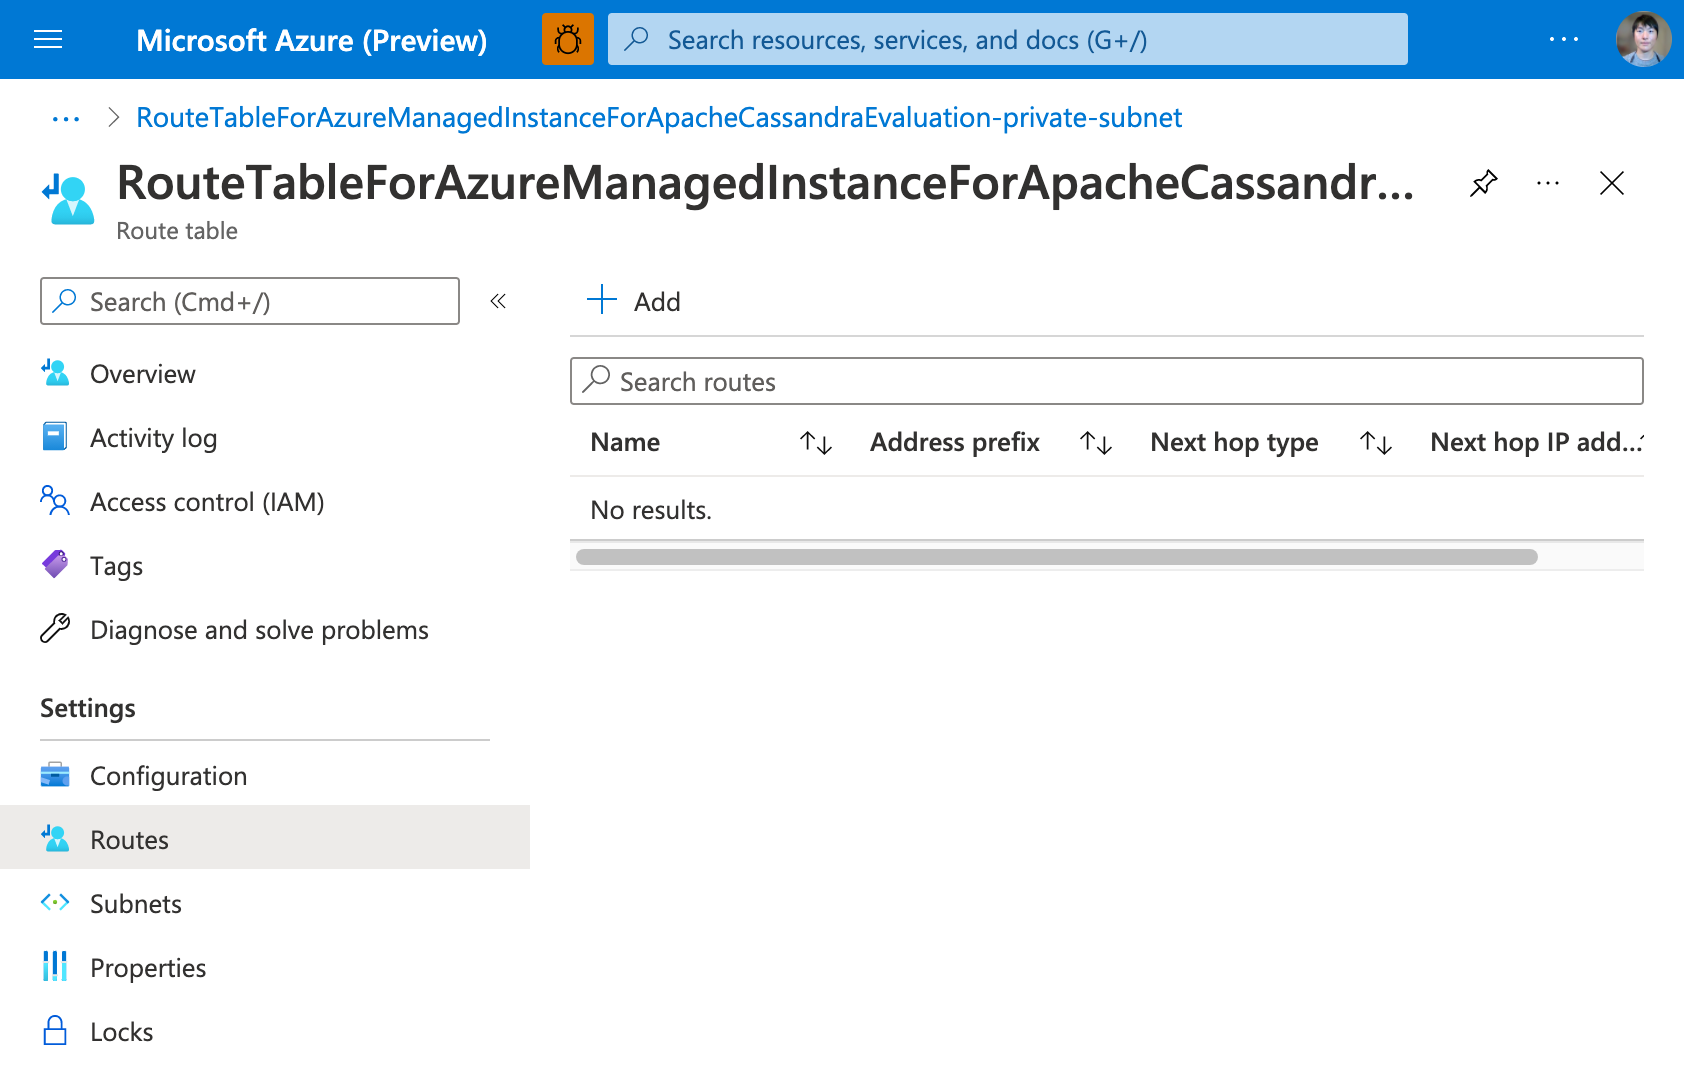 Microsoft Azure (Preview)
Search resources, services, and docs (G+/)
RouteTableForAzureManagedInstanceForApacheCassandraEvaluation-private-subnet
RouteTableForAzureManagedInstanceForApacheCassandr...
Route table
Search (Cmd+/)
Overview
Activity log
Access control (IAM)
Tags
Diagnose and solve problems
Settings
Configuration
Routes
Subnets
Properties
Locks
Add
Search routes
Name Address prefix Next hop type Next hop IP add...
No results.